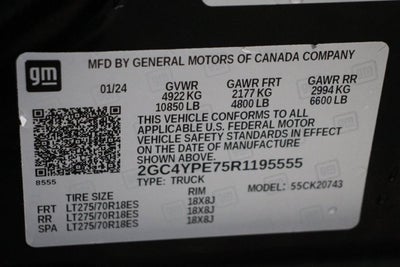 gm
MFD BY GENERAL MOTORS OF CANADA COMPANY
01/24 GVWR GAWR FRT GAWR RR
4922 KG 2177 KG 2994 KG
10850 LB 4800 LB 6600 LB
THIS VEHICLE CONFORMS TO ALL
APPLICABLE U.S. FEDERAL MOTOR
VEHICLE SAFETY STANDARDS IN EFFECT
ON THE DATE OF MANUFACTURE
8555 2GC4YPE75R1195555
TYPE: TRUCK MODEL: 55CK20743
TIRE SIZE RIM
FRT LT275/70R18ES 18X8J
RR LT275/70R18ES 18X8J
SPA LT275/70R18ES 18X8J